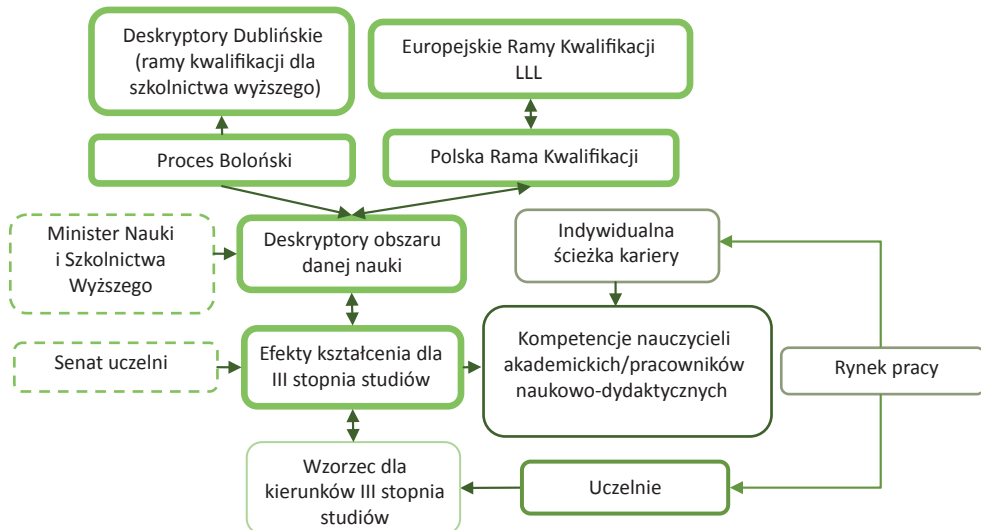 Deskryptory Dublińskie
(ramy kwalifikacji dla
szkolnictwa wyższego)
Europejskie Ramy Kwalifikacji
LLL
Proces Boloński
Polska Rama Kwalifikacji
Minister Nauki
i Szkolnictwa
Wyższego
Deskryptory obszaru
danej nauki
Indywidualna
ścieżka kariery
Senat uczelni
Efekty kształcenia dla
III stopnia studiów
Kompetencje nauczycieli
akademickich/pracowników
naukowo-dydaktycznych
Rynek pracy
Wzorzec dla
kierunków III stopnia
studiów
Uczelnie